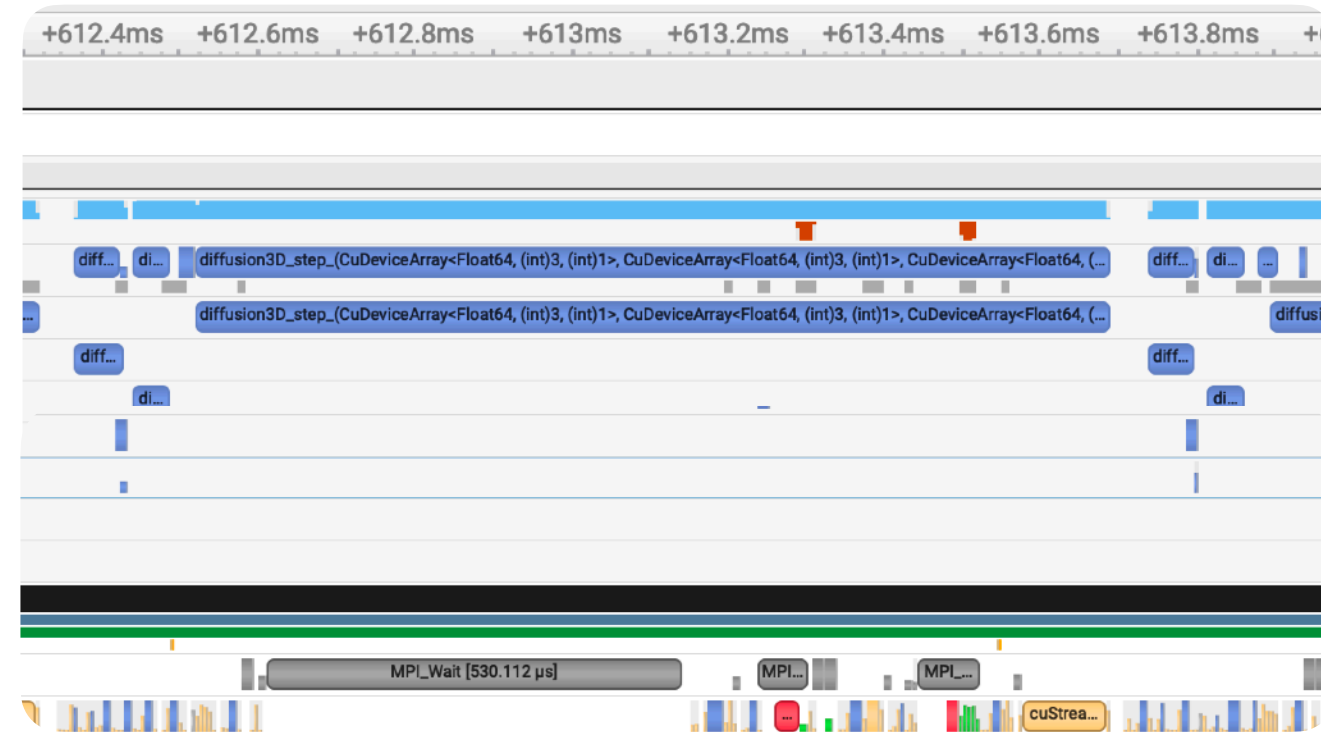 +612.4ms +612.6ms +612.8ms +613ms +613.2ms +613.4ms +613.6ms +613.8ms +
diff... di... diffusion3D_step_(CuDeviceArray<Float64, (int)3, (int)1>, CuDeviceArray<Float64, (int)3, (int)1>, CuDeviceArray<Float64, (... diff... di... ...
... diffusion3D_step_(CuDeviceArray<Float64, (int)3, (int)1>, CuDeviceArray<Float64, (int)3, (int)1>, CuDeviceArray<Float64, (... diffusi
diff... diff...
di... di...
MPI_Wait [530.112 µs] MPI... MPI_...
... cuStrea...